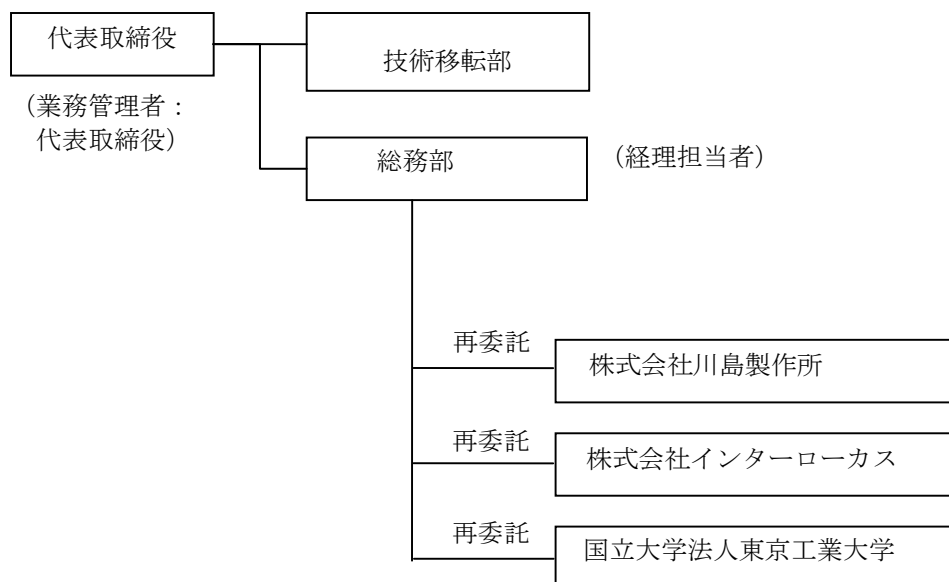 代表取締役
技術移転部
（業務管理者：
代表取締役）
総務部
（経理担当者）
再委託
株式会社川島製作所
再委託
株式会社インターローカス
再委託
国立大学法人東京工業大学